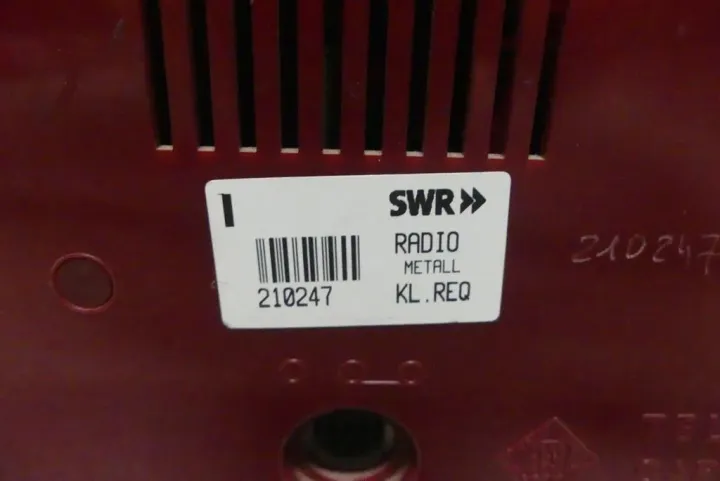 SWR
RADIO
METALL
210247
KL.REQ
210247